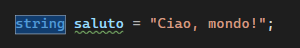 string saluto = "Ciao, mondo!";